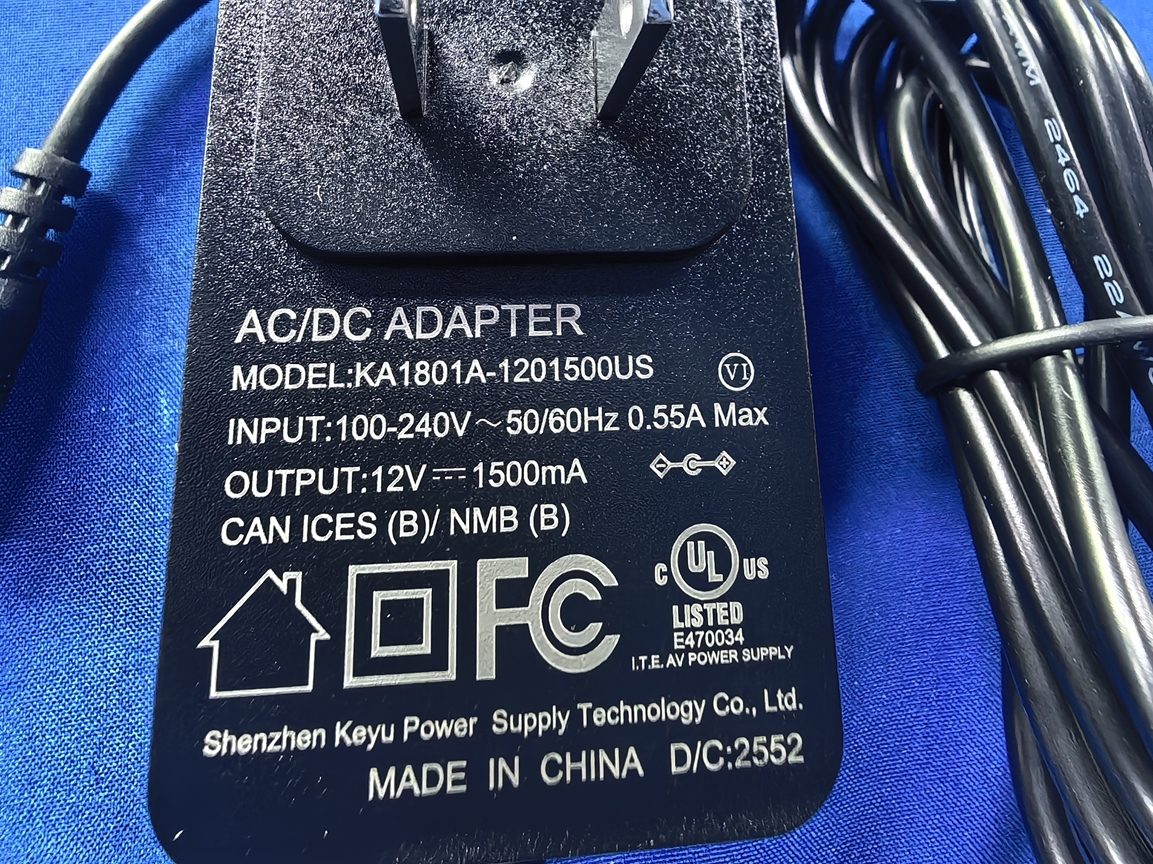 AC/DC ADAPTER
MODEL:KA1801A-1201500US
VI
INPUT:100-240V～50/60Hz 0.55A Max
OUTPUT:12V⎓1500mA
CAN ICES (B)/ NMB (B)
FC
C UL US
LISTED
E470034
I.T.E. AV POWER SUPPLY
Shenzhen Keyu Power Supply Technology Co., Ltd.
MADE IN CHINA D/C:2552
2464